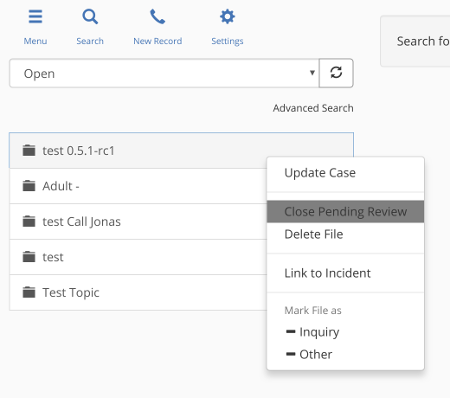 Menu Search New Record Settings
Search fo
Open
Advanced Search
test 0.5.1-rc1
Adult -
test Call Jonas
test
Test Topic
Update Case
Close Pending Review
Delete File
Link to Incident
Mark File as
Inquiry
Other